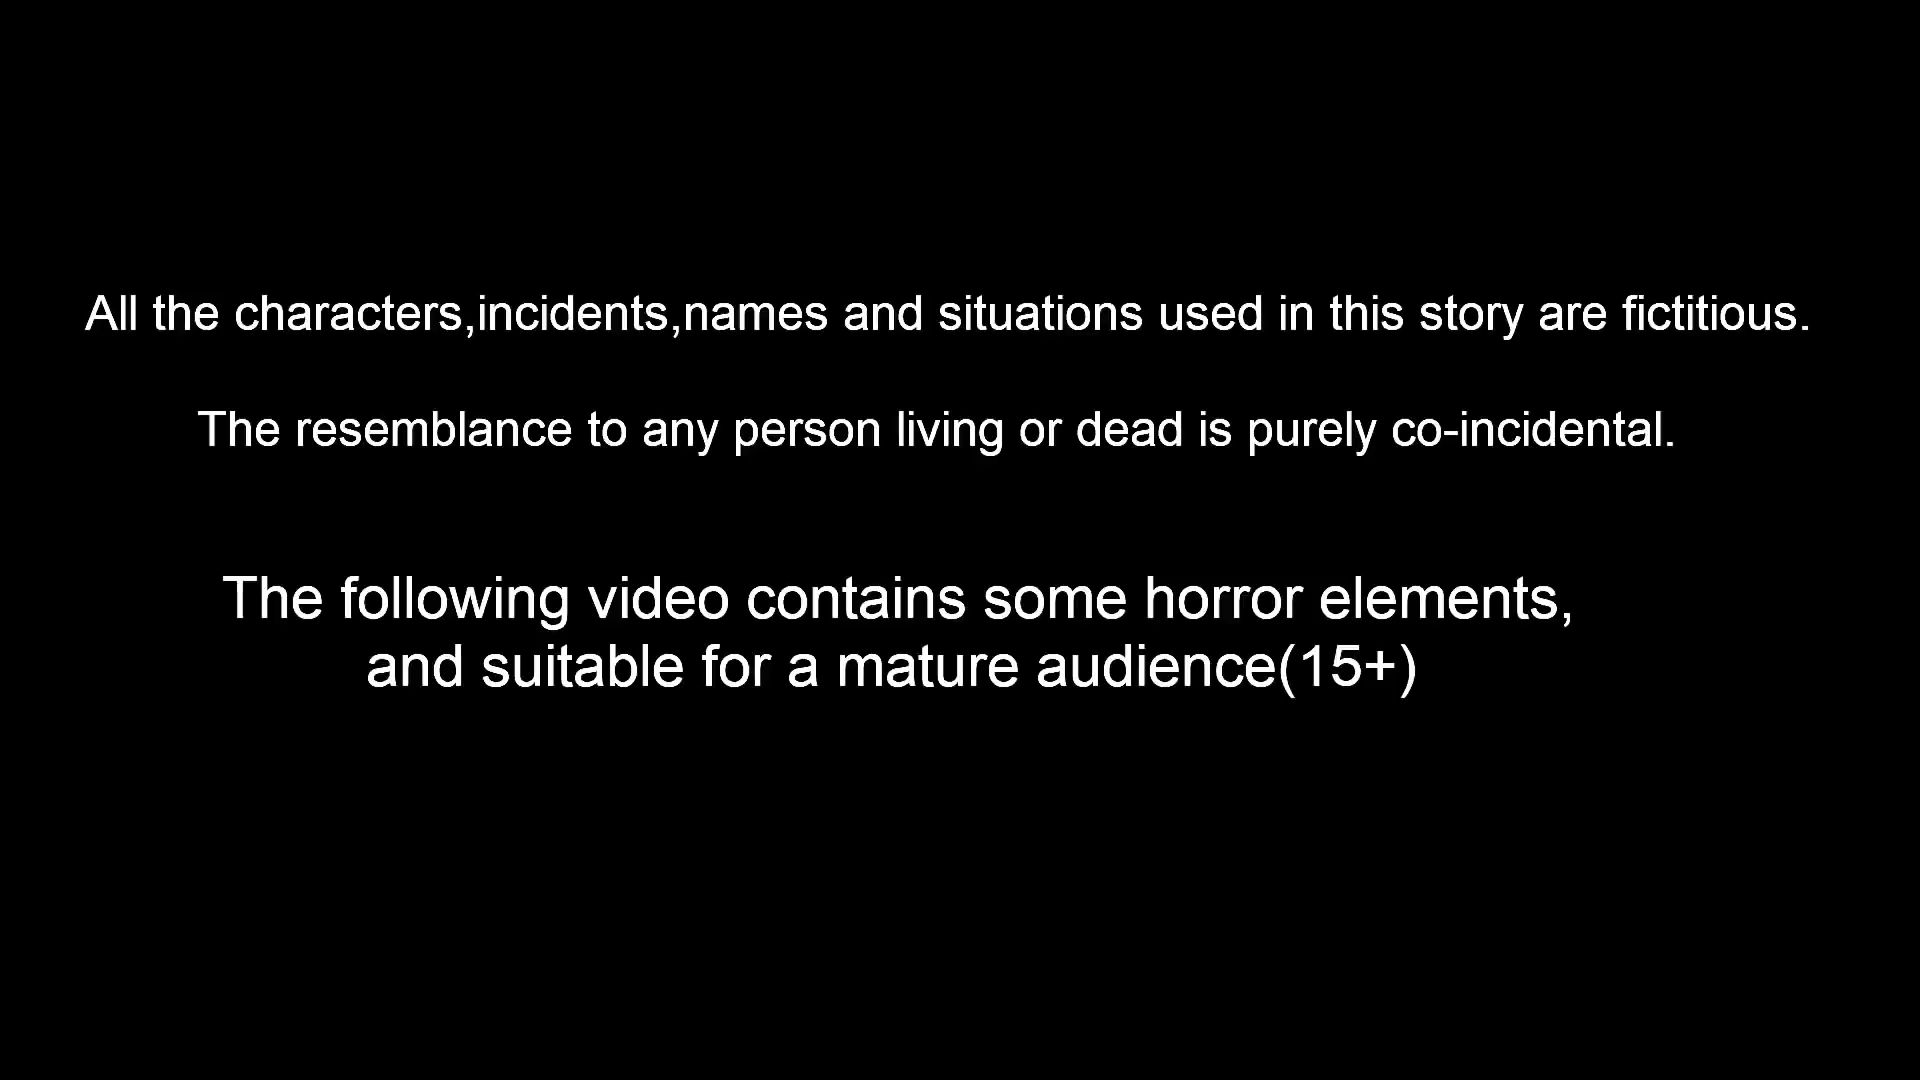 All the characters,incidents,names and situations used in this story are fictitious.
The resemblance to any person living or dead is purely co-incidental.
The following video contains some horror elements,
and suitable for a mature audience(15+)